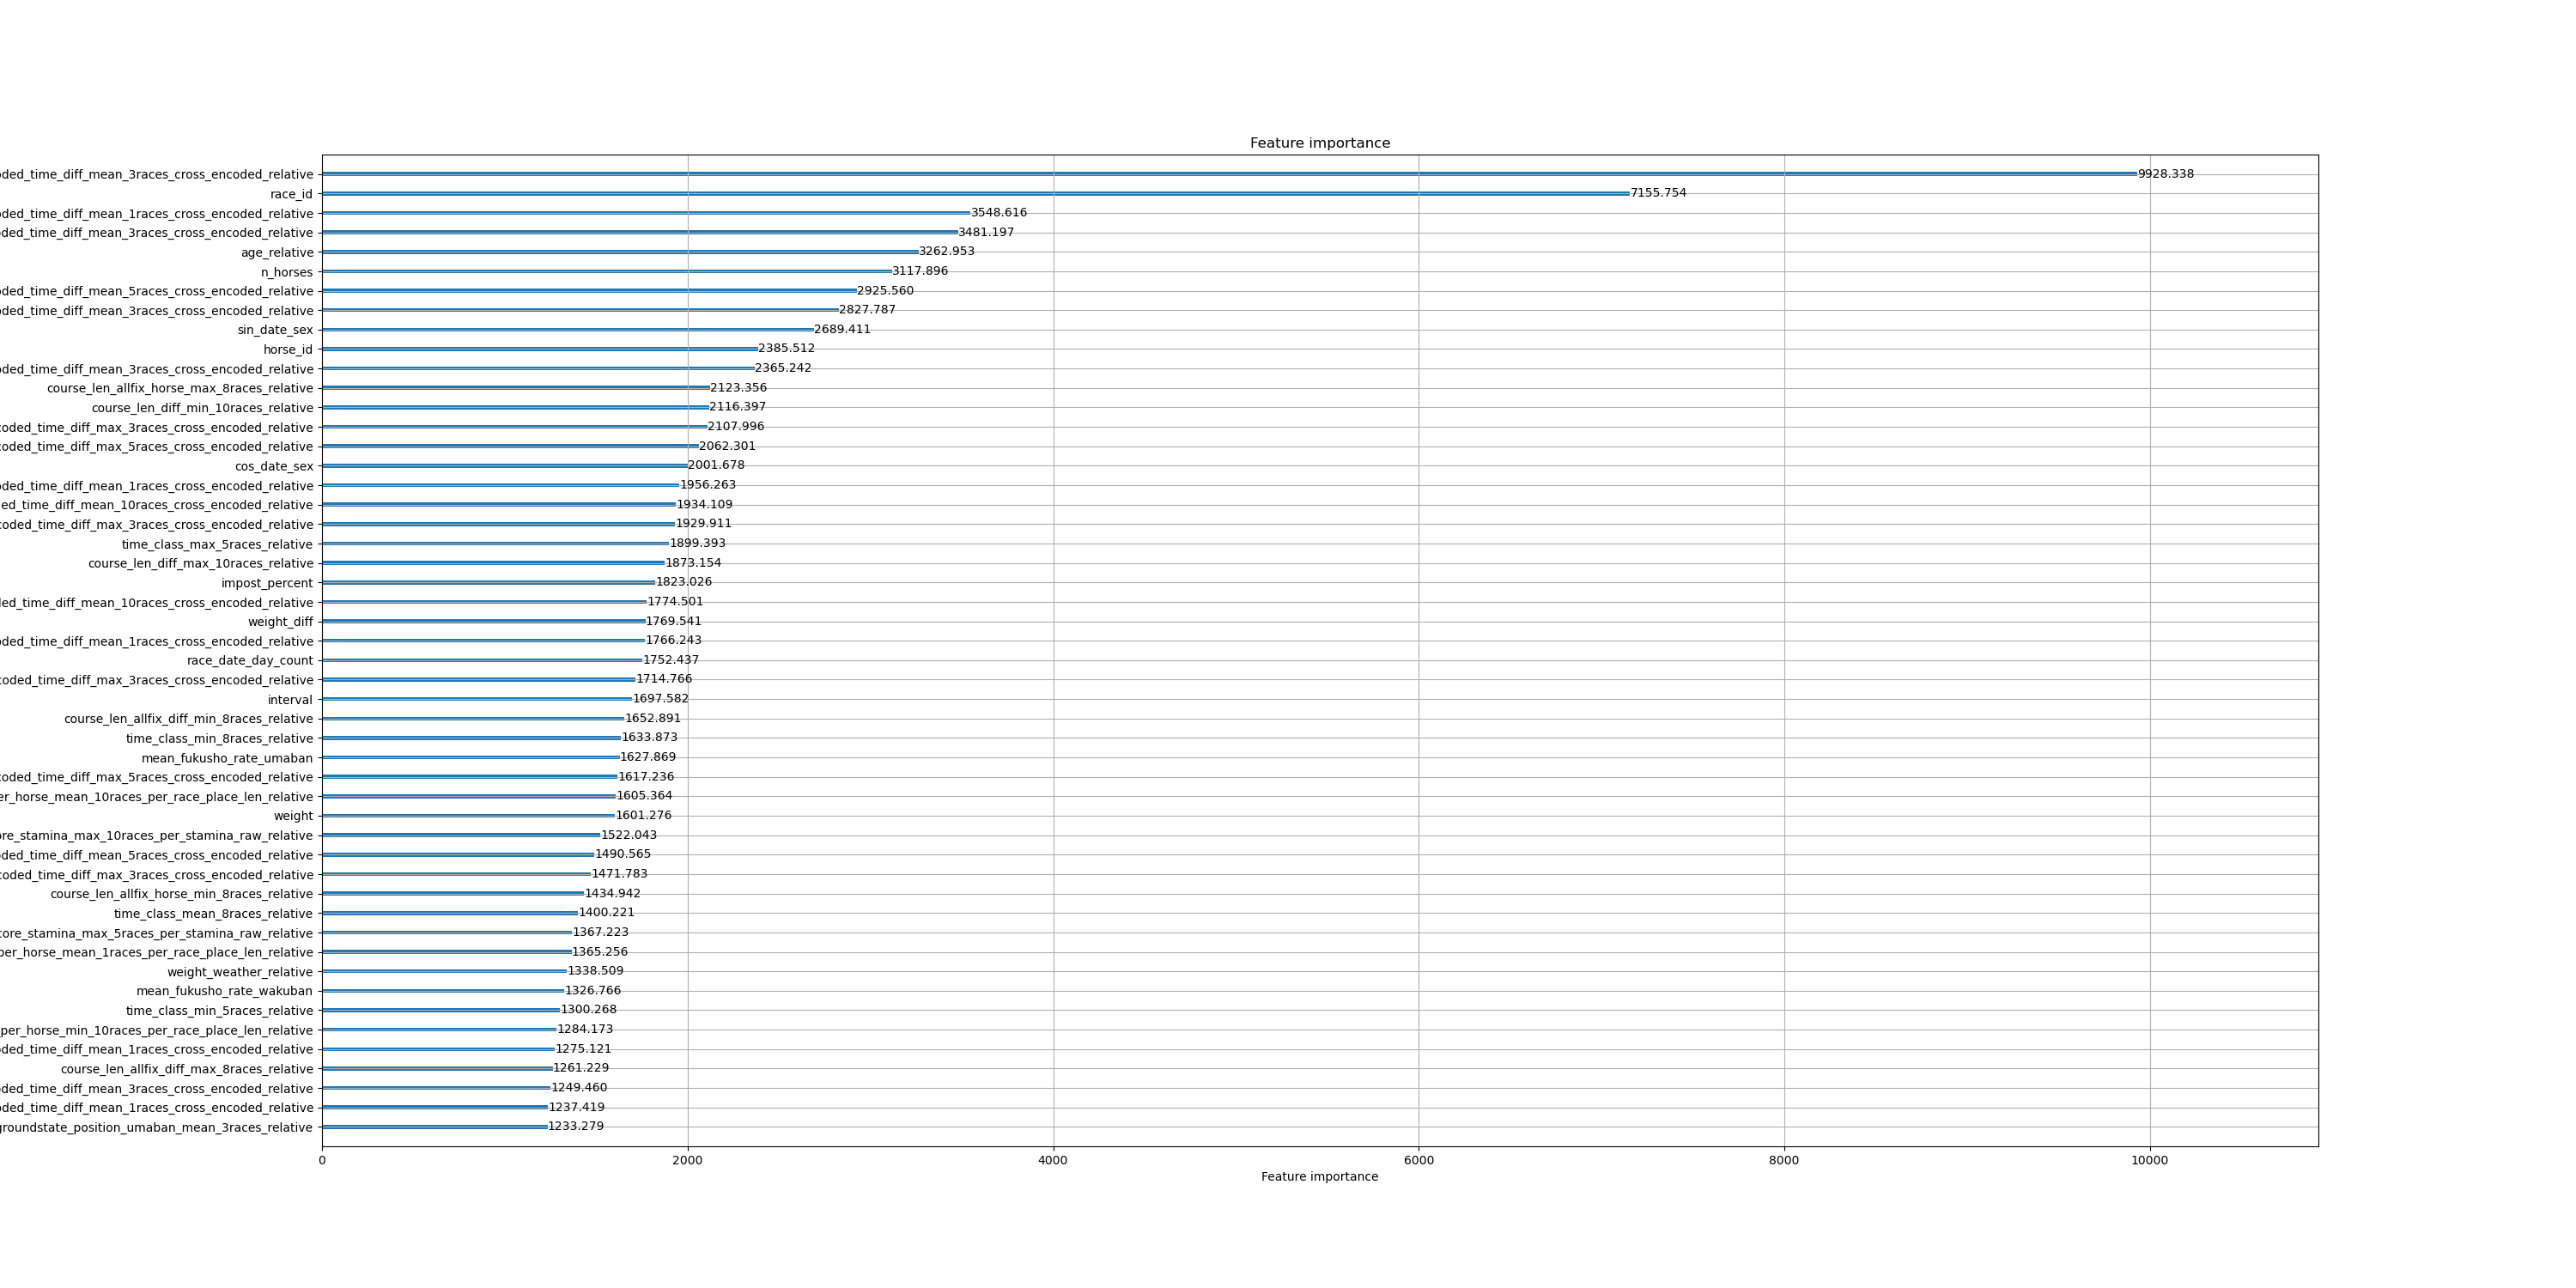 Feature importance
oded_time_diff_mean_3races_cross_encoded_relative 9928.338
race_id 7155.754
oded_time_diff_mean_1races_cross_encoded_relative 3548.616
oded_time_diff_mean_3races_cross_encoded_relative 3481.197
age_relative 3262.953
n_horses 3117.896
oded_time_diff_mean_5races_cross_encoded_relative 2925.560
oded_time_diff_mean_3races_cross_encoded_relative 2827.787
sin_date_sex 2689.411
horse_id 2385.512
oded_time_diff_mean_3races_cross_encoded_relative 2365.242
course_len_allfix_horse_max_8races_relative 2123.356
course_len_diff_min_10races_relative 2116.397
coded_time_diff_max_3races_cross_encoded_relative 2107.996
coded_time_diff_max_5races_cross_encoded_relative 2062.301
cos_date_sex 2001.678
oded_time_diff_mean_1races_cross_encoded_relative 1956.263
ed_time_diff_mean_10races_cross_encoded_relative 1934.109
coded_time_diff_max_3races_cross_encoded_relative 1929.911
time_class_max_5races_relative 1899.393
course_len_diff_max_10races_relative 1873.154
impost_percent 1823.026
ded_time_diff_mean_10races_cross_encoded_relative 1774.501
weight_diff 1769.541
oded_time_diff_mean_1races_cross_encoded_relative 1766.243
race_date_day_count 1752.437
coded_time_diff_max_3races_cross_encoded_relative 1714.766
interval 1697.582
course_len_allfix_diff_min_8races_relative 1652.891
time_class_min_8races_relative 1633.873
mean_fukusho_rate_umaban 1627.869
coded_time_diff_max_5races_cross_encoded_relative 1617.236
er_horse_mean_10races_per_race_place_len_relative 1605.364
weight 1601.276
ore_stamina_max_10races_per_stamina_raw_relative 1522.043
oded_time_diff_mean_5races_cross_encoded_relative 1490.565
coded_time_diff_max_3races_cross_encoded_relative 1471.783
course_len_allfix_horse_min_8races_relative 1434.942
time_class_mean_8races_relative 1400.221
core_stamina_max_5races_per_stamina_raw_relative 1367.223
per_horse_mean_1races_per_race_place_len_relative 1365.256
weight_weather_relative 1338.509
mean_fukusho_rate_wakuban 1326.766
time_class_min_5races_relative 1300.268
per_horse_min_10races_per_race_place_len_relative 1284.173
oded_time_diff_mean_1races_cross_encoded_relative 1275.121
course_len_allfix_diff_max_8races_relative 1261.229
oded_time_diff_mean_3races_cross_encoded_relative 1249.460
oded_time_diff_mean_1races_cross_encoded_relative 1237.419
groundstate_position_umaban_mean_3races_relative 1233.279
0 2000 4000 6000 8000 10000
Feature importance